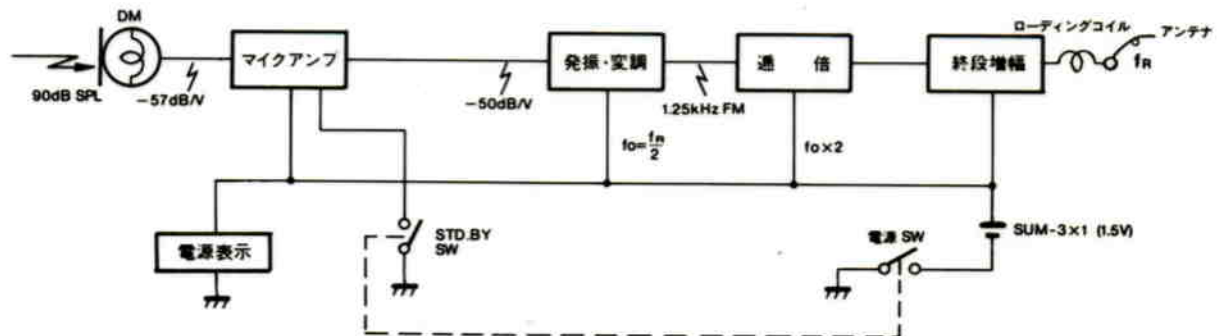 DM
ローディングコイル アンテナ
マイクアンプ
発振・変調
逓 倍
終段増幅
fR
90dB SPL
-57dB/V
-50dB/V
1.25kHz FM
fo=fR/2
fo×2
電源表示
STD.BY
SW
電源 SW
SUM-3×1 (1.5V)